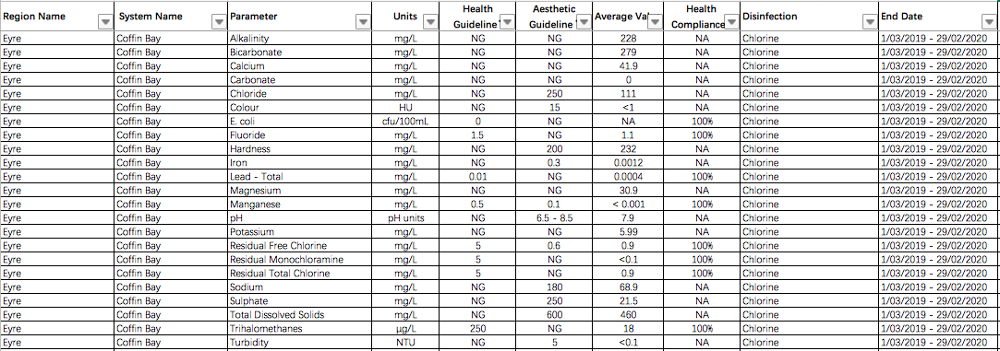 Region Name System Name Parameter Units Health Guideline Aesthetic Guideline Average Val Health Compliance Disinfection End Date
Eyre Coffin Bay Alkalinity mg/L NG NG 228 NA Chlorine 1/03/2019 - 29/02/2020
Eyre Coffin Bay Bicarbonate mg/L NG NG 279 NA Chlorine 1/03/2019 - 29/02/2020
Eyre Coffin Bay Calcium mg/L NG NG 41.9 NA Chlorine 1/03/2019 - 29/02/2020
Eyre Coffin Bay Carbonate mg/L NG NG 0 NA Chlorine 1/03/2019 - 29/02/2020
Eyre Coffin Bay Chloride mg/L NG 250 111 NA Chlorine 1/03/2019 - 29/02/2020
Eyre Coffin Bay Colour HU NG 15 <1 NA Chlorine 1/03/2019 - 29/02/2020
Eyre Coffin Bay E. coli cfu/100mL 0 NG NA 100% Chlorine 1/03/2019 - 29/02/2020
Eyre Coffin Bay Fluoride mg/L 1.5 NG 1.1 100% Chlorine 1/03/2019 - 29/02/2020
Eyre Coffin Bay Hardness mg/L NG 200 232 NA Chlorine 1/03/2019 - 29/02/2020
Eyre Coffin Bay Iron mg/L NG 0.3 0.0012 NA Chlorine 1/03/2019 - 29/02/2020
Eyre Coffin Bay Lead - Total mg/L 0.01 NG 0.0004 100% Chlorine 1/03/2019 - 29/02/2020
Eyre Coffin Bay Magnesium mg/L NG NG 30.9 NA Chlorine 1/03/2019 - 29/02/2020
Eyre Coffin Bay Manganese mg/L 0.5 0.1 < 0.001 100% Chlorine 1/03/2019 - 29/02/2020
Eyre Coffin Bay pH pH units NG 6.5 - 8.5 7.9 NA Chlorine 1/03/2019 - 29/02/2020
Eyre Coffin Bay Potassium mg/L NG NG 5.99 NA Chlorine 1/03/2019 - 29/02/2020
Eyre Coffin Bay Residual Free Chlorine mg/L 5 0.6 0.9 100% Chlorine 1/03/2019 - 29/02/2020
Eyre Coffin Bay Residual Monochloramine mg/L 5 NG <0.1 100% Chlorine 1/03/2019 - 29/02/2020
Eyre Coffin Bay Residual Total Chlorine mg/L 5 NG 0.9 100% Chlorine 1/03/2019 - 29/02/2020
Eyre Coffin Bay Sodium mg/L NG 180 68.9 NA Chlorine 1/03/2019 - 29/02/2020
Eyre Coffin Bay Sulphate mg/L NG 250 21.5 NA Chlorine 1/03/2019 - 29/02/2020
Eyre Coffin Bay Total Dissolved Solids mg/L NG 600 460 NA Chlorine 1/03/2019 - 29/02/2020
Eyre Coffin Bay Trihalomethanes µg/L 250 NG 18 100% Chlorine 1/03/2019 - 29/02/2020
Eyre Coffin Bay Turbidity NTU NG 5 <0.1 NA Chlorine 1/03/2019 - 29/02/2020